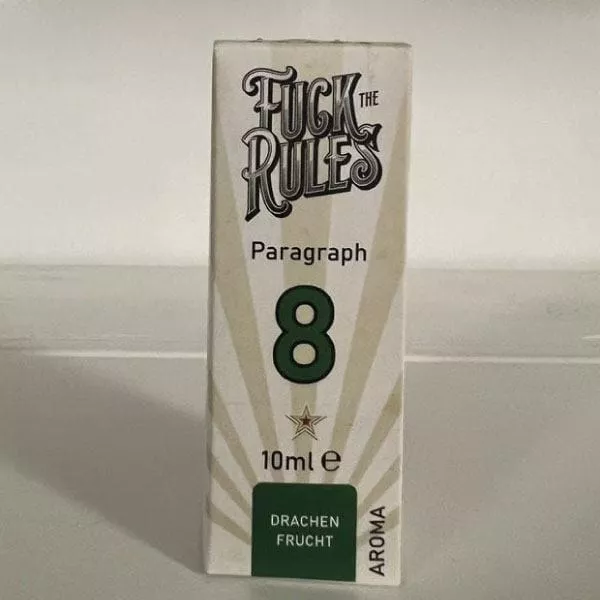 FUCK THE
RULES
Paragraph
8
10ml ℮
DRACHEN
FRUCHT
AROMA